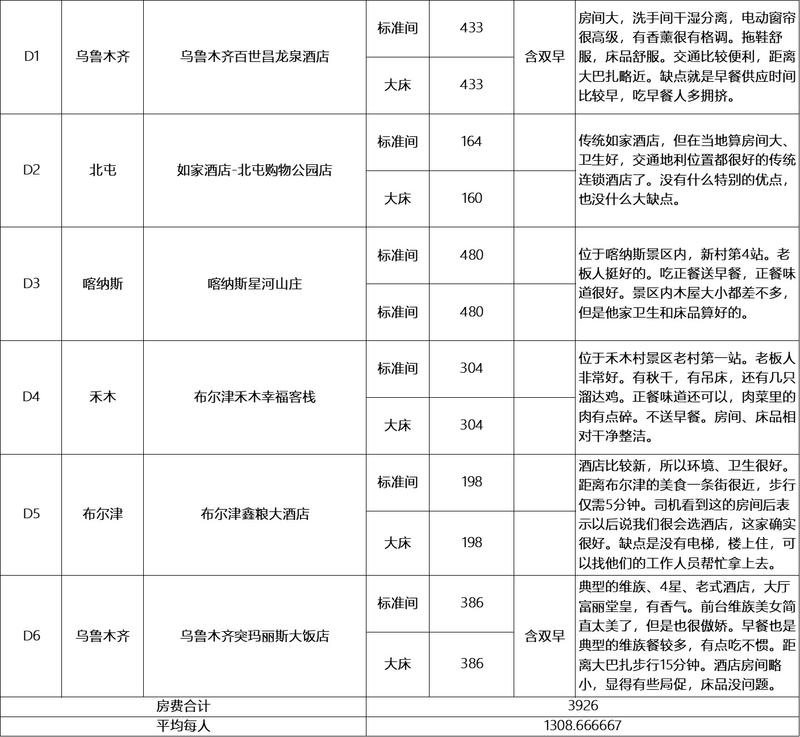 D1
乌鲁木齐
乌鲁木齐百世昌龙泉酒店
标准间
433
大床
433
含双早
房间大，洗手间干湿分离，电动窗帘
很高级，有香薰很有格调。拖鞋舒
服，床品舒服。交通比较便利，距离
大巴扎略近。缺点就是早餐供应时间
比较早，吃早餐人多拥挤。
D2
北屯
如家酒店-北屯购物公园店
标准间
164
大床
160
传统如家酒店，但在当地算房间大、
卫生好，交通地利位置都很好的传统
连锁酒店了。没有什么特别的优点，
也没什么大缺点。
D3
喀纳斯
喀纳斯星河山庄
标准间
480
大床
480
位于喀纳斯景区内，新村第4站。老
板人挺好的。吃正餐送早餐，正餐味
道很好。景区内木屋大小都差不多，
但是他家卫生和床品算好的。
D4
禾木
布尔津禾木幸福客栈
标准间
304
大床
304
位于禾木村景区老村第一站。老板人
非常好。有秋千，有吊床，还有几只
溜达鸡。正餐味道还可以，肉菜里的
肉有点碎。不送早餐。房间、床品相
对干净整洁。
D5
布尔津
布尔津鑫粮大酒店
标准间
198
大床
198
酒店比较新，所以环境、卫生很好。
距离布尔津的美食一条街很近，步行
仅需5分钟。司机看到这的房间后表
示以后说我们很会选酒店，这家确实
很好。缺点是没有电梯，楼上住，可
以找他们的工作人员帮忙拿上去。
D6
乌鲁木齐
乌鲁木齐突玛丽斯大饭店
标准间
386
大床
386
含双早
典型的维族、4星、老式酒店，大厅
富丽堂皇，有香气。前台维族美女简
直太美了，但是也很傲娇。早餐也是
典型的维族餐较多，有点吃不惯。距
离大巴扎步行15分钟。酒店房间略
小，显得有些局促，床品没问题。
房费合计
3926
平均每人
1308.666667